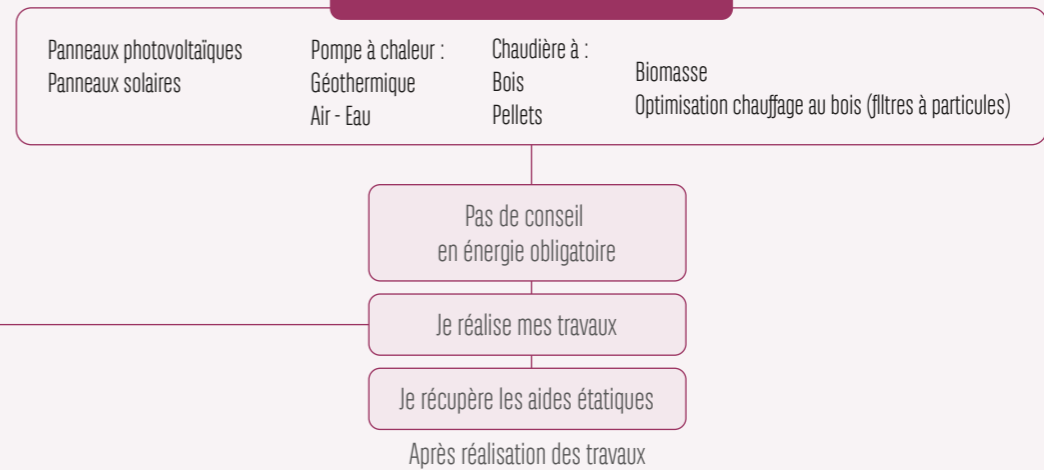 Panneaux photovoltaïques
Panneaux solaires
Pompe à chaleur :
Géothermique
Air - Eau
Chaudière à :
Bois
Pellets
Biomasse
Optimisation chauffage au bois (filtres à particules)
Pas de conseil
en énergie obligatoire
Je réalise mes travaux
Je récupère les aides étatiques
Après réalisation des travaux